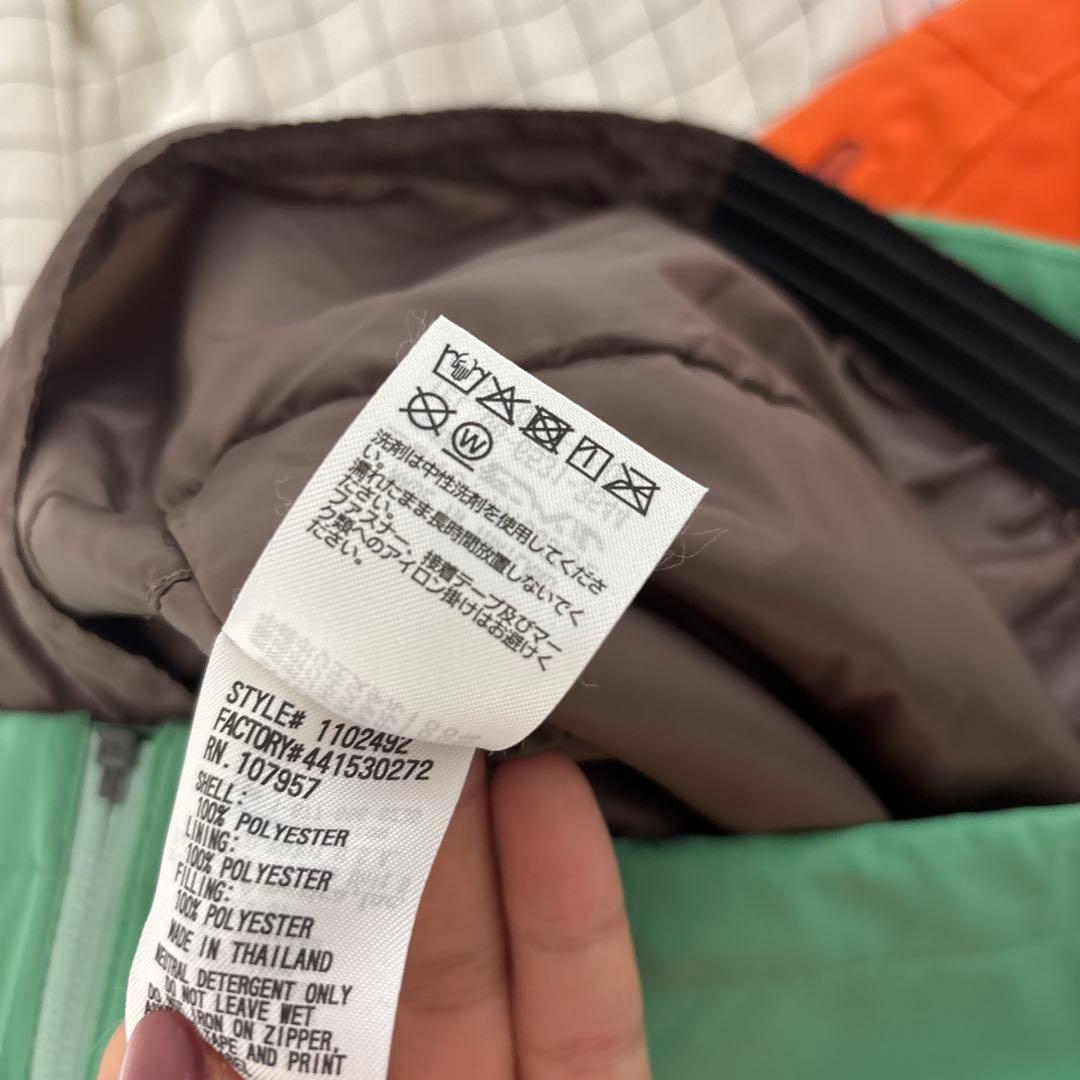 W
洗剤は中性洗剤を使用してくださ
い。
濡れたまま長時間放置しないでく
ださい。
ファスナー、接着テープ及びマー
ク類へのアイロン掛けはお避けく
ださい。
STYLE# 1102492
FACTORY#441530272
RN. 107957
SHELL:
100% POLYESTER
LINING:
100% POLYESTER
FILLING:
100% POLYESTER
MADE IN THAILAND
NEUTRAL DETERGENT ONLY
DO NOT LEAVE WET
DO IRON ON ZIPPER,
TAPE AND PRINT